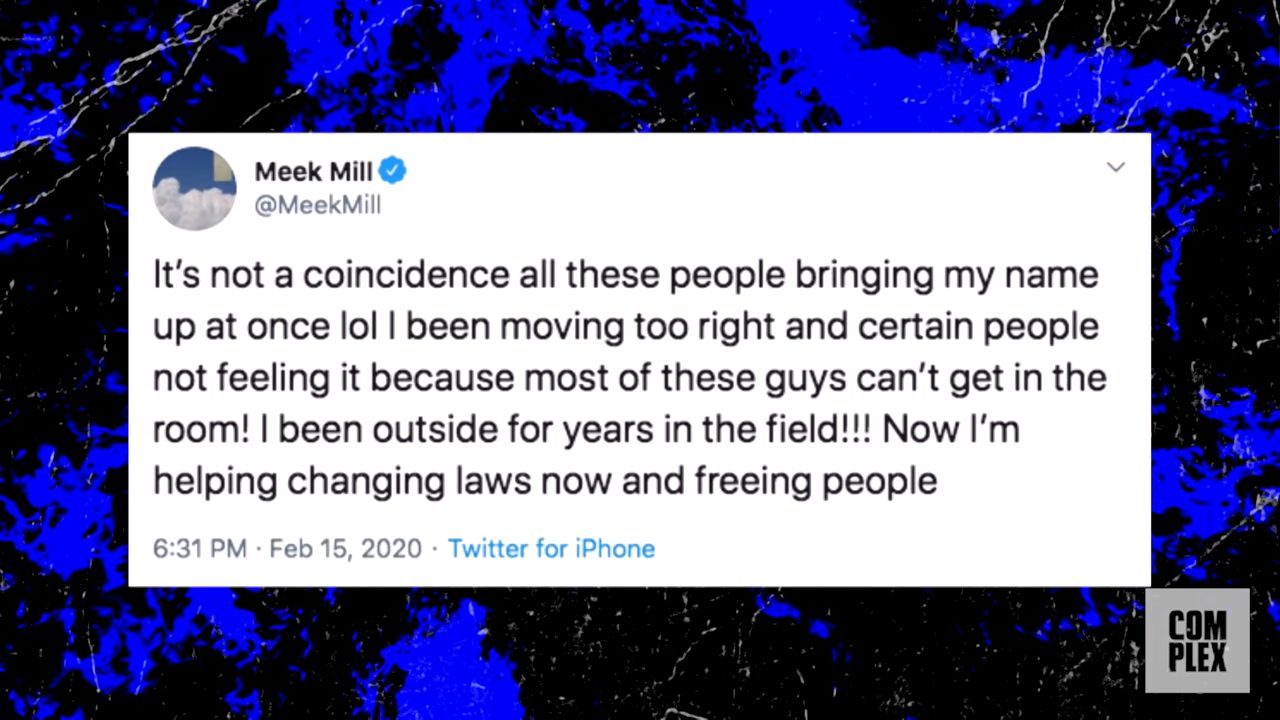 Meek Mill
@MeekMill
It's not a coincidence all these people bringing my name
up at once lol I been moving too right and certain people
not feeling it because most of these guys can't get in the
room! I been outside for years in the field!!! Now I'm
helping changing laws now and freeing people
6:31 PM · Feb 15, 2020 · Twitter for iPhone
COM
PLEX